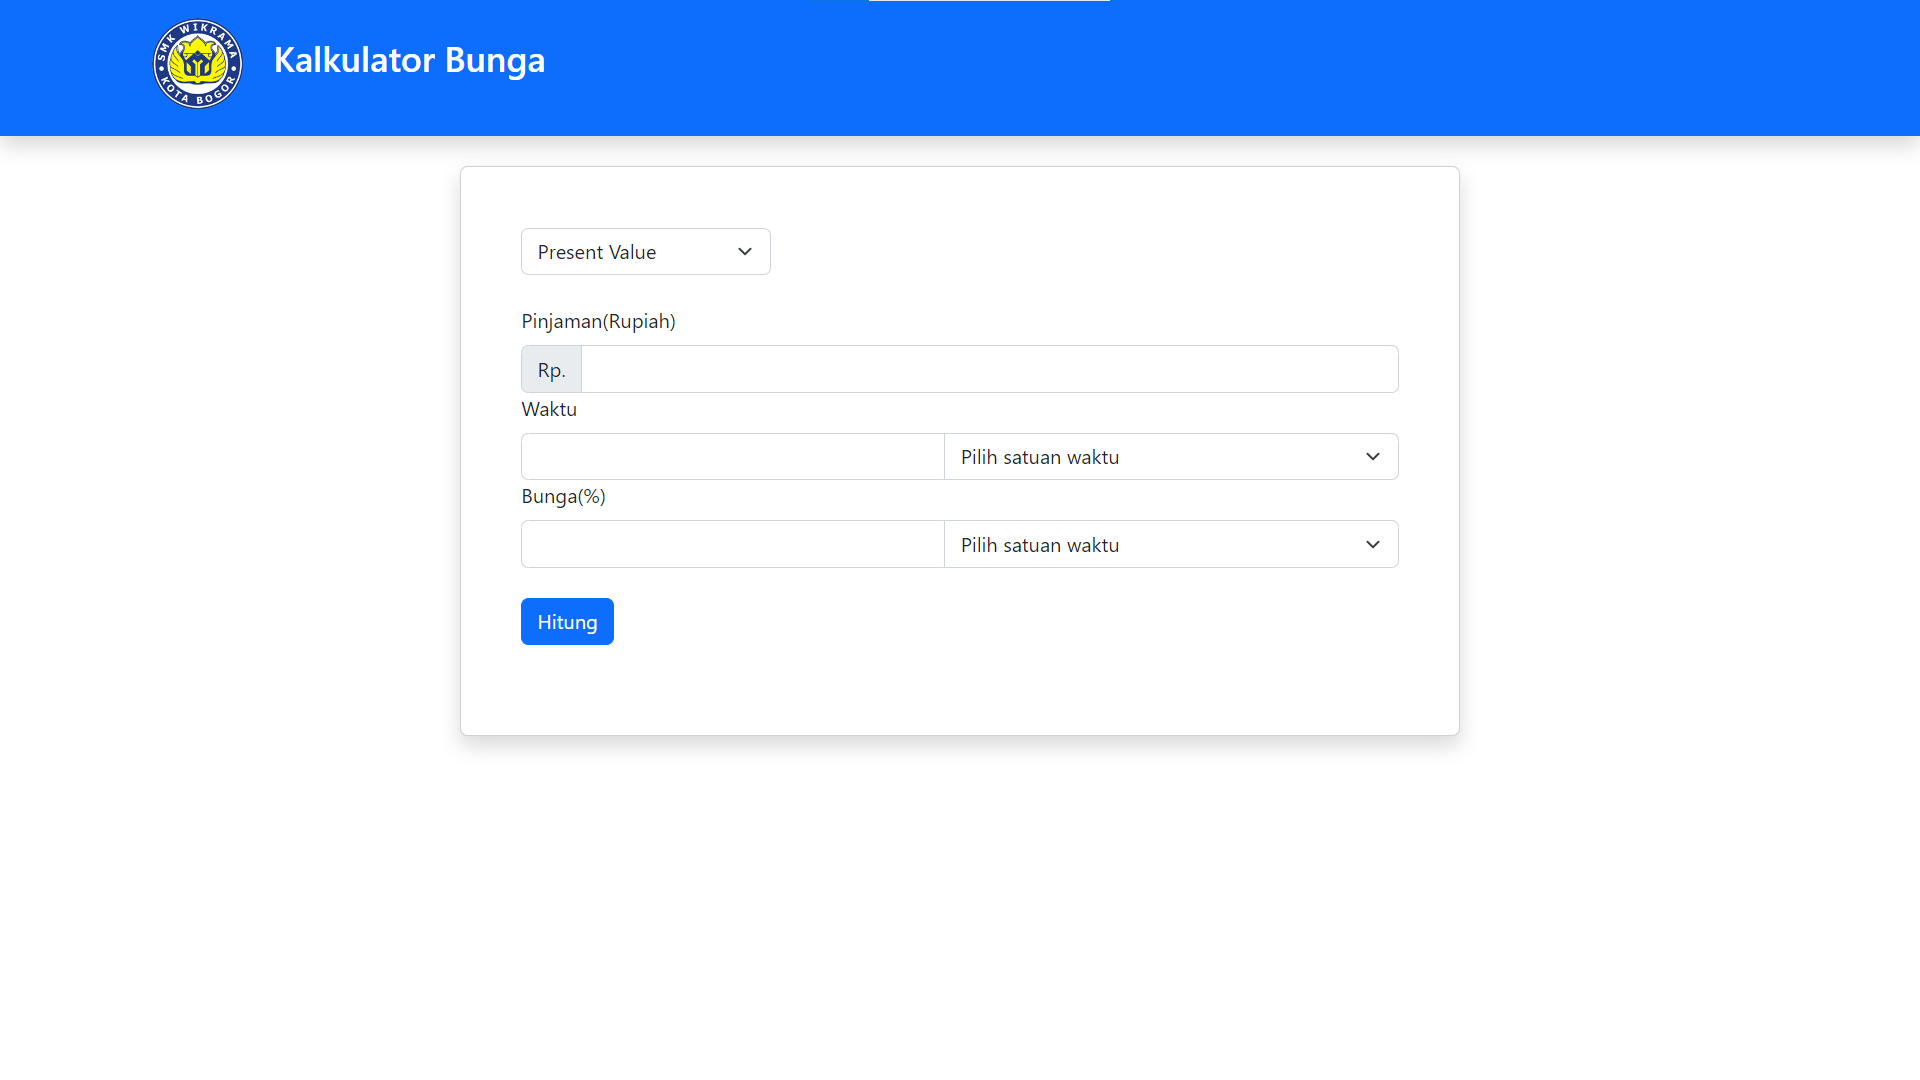 SMK WIKRAMA
KOTA BOGOR
Kalkulator Bunga
Present Value
Pinjaman(Rupiah)
Rp.
Waktu
Pilih satuan waktu
Bunga(%)
Pilih satuan waktu
Hitung